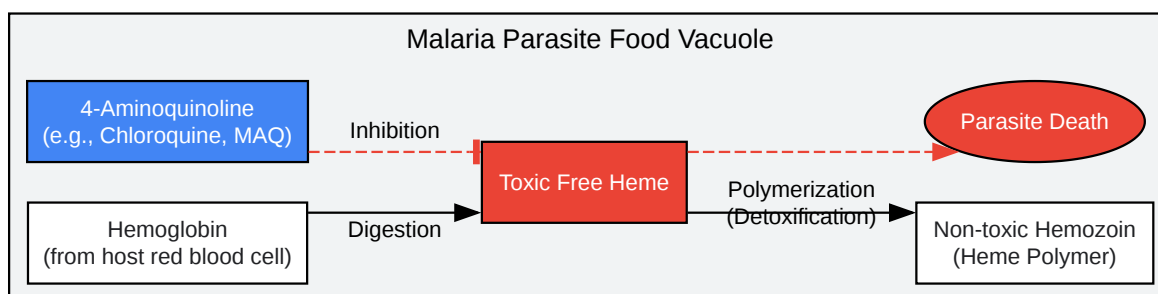 Malaria Parasite Food Vacuole
4-Aminoquinoline
(e.g., Chloroquine, MAQ)
Inhibition
Parasite Death
Toxic Free Heme
Polymerization
(Detoxification)
Hemoglobin
(from host red blood cell)
Digestion
Non-toxic Hemozoin
(Heme Polymer)